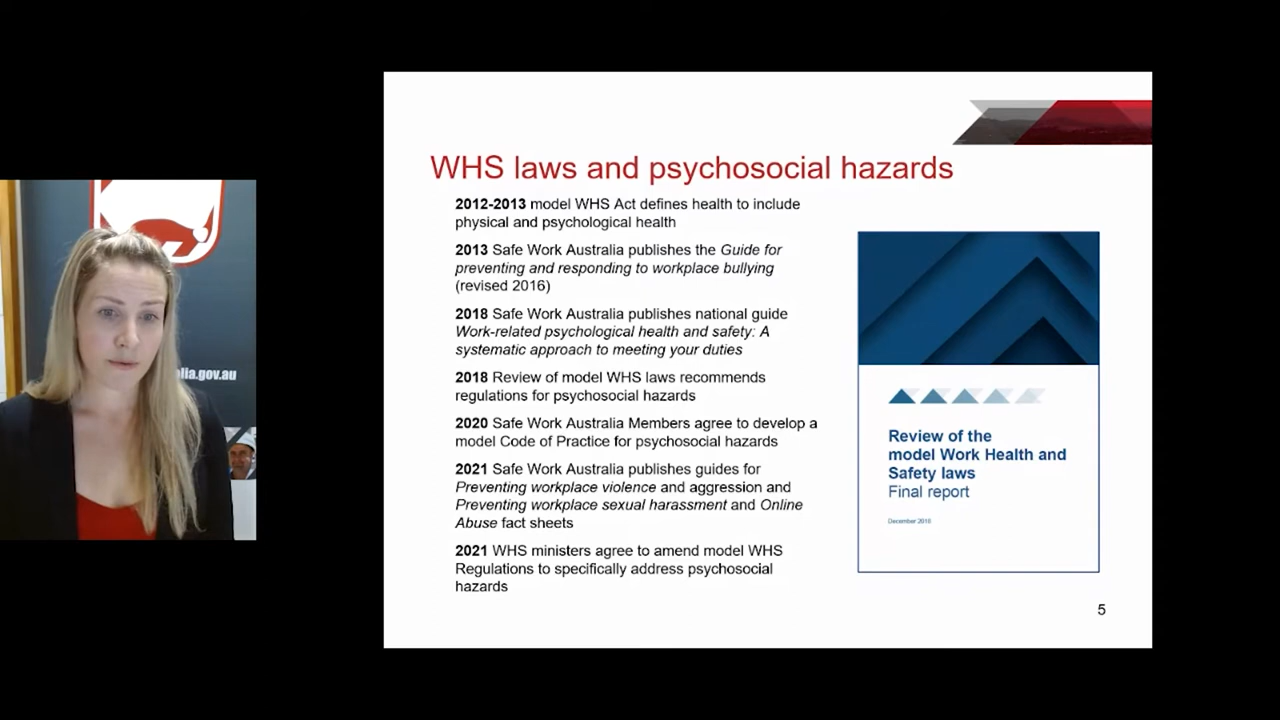 WHS laws and psychosocial hazards
2012-2013 model WHS Act defines health to include
physical and psychological health
2013 Safe Work Australia publishes the Guide for
preventing and responding to workplace bullying
(revised 2016)
2018 Safe Work Australia publishes national guide
Work-related psychological health and safety: A
systematic approach to meeting your duties
2018 Review of model WHS laws recommends
regulations for psychosocial hazards
2020 Safe Work Australia Members agree to develop a
model Code of Practice for psychosocial hazards
2021 Safe Work Australia publishes guides for
Preventing workplace violence and aggression and
Preventing workplace sexual harassment and Online
Abuse fact sheets
2021 WHS ministers agree to amend model WHS
Regulations to specifically address psychosocial
hazards
Review of the
model Work Health and
Safety laws
Final report
December 2018
5
lia.gov.au